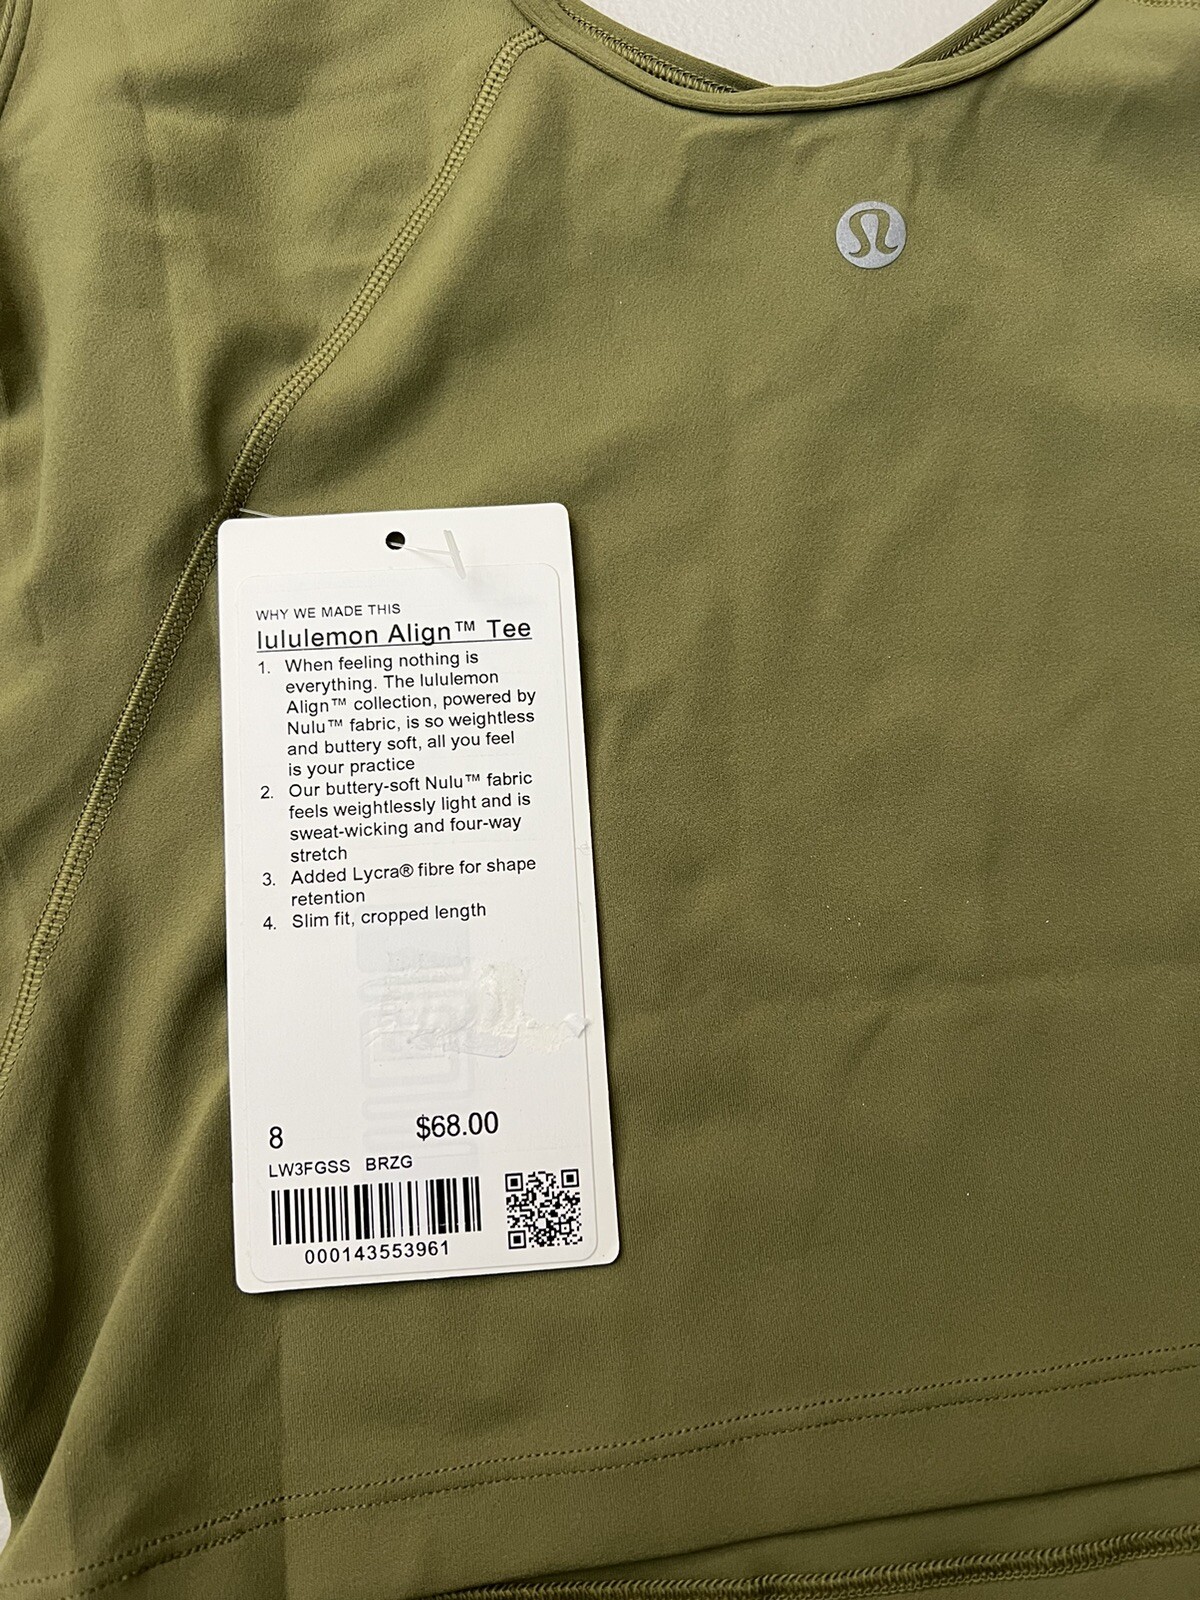 WHY WE MADE THIS
lululemon Align™ Tee
1. When feeling nothing is
everything. The lululemon
Align™ collection, powered by
Nulu™ fabric, is so weightless
and buttery soft, all you feel
is your practice
2. Our buttery-soft Nulu™ fabric
feels weightlessly light and is
sweat-wicking and four-way
stretch
3. Added Lycra® fibre for shape
retention
4. Slim fit, cropped length
8 $68.00
LW3FGSS BRZG
000143553961